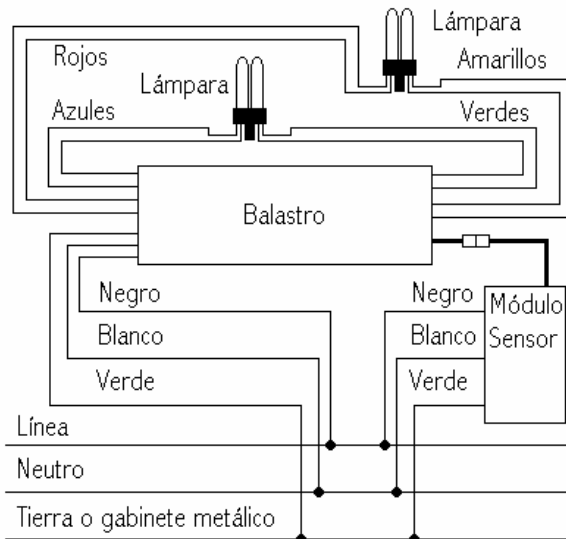 Lámpara
Rojos
Amarillos
Lámpara
Azules
Verdes
Balastro
Negro
Negro
Módulo
Sensor
Blanco
Blanco
Verde
Verde
Línea
Neutro
Tierra o gabinete metálico